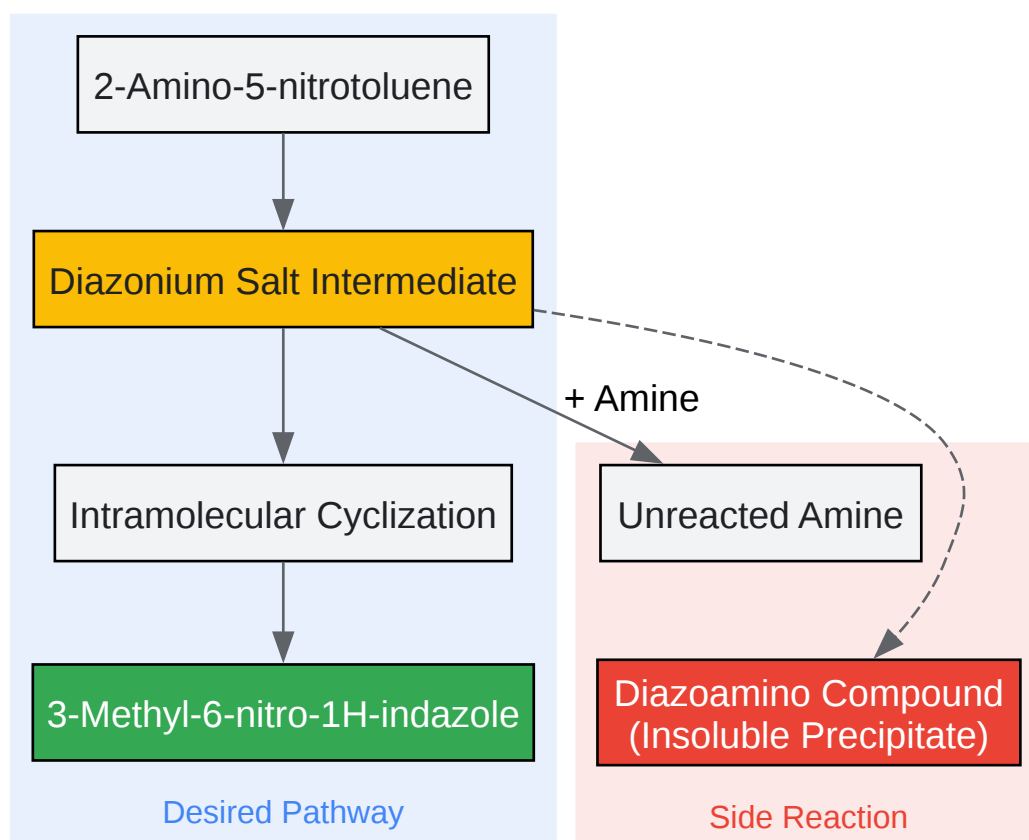 2-Amino-5-nitrotoluene
Diazonium Salt Intermediate
+ Amine
Intramolecular Cyclization
Unreacted Amine
3-Methyl-6-nitro-1H-indazole
Diazoamino Compound
(Insoluble Precipitate)
Desired Pathway
Side Reaction